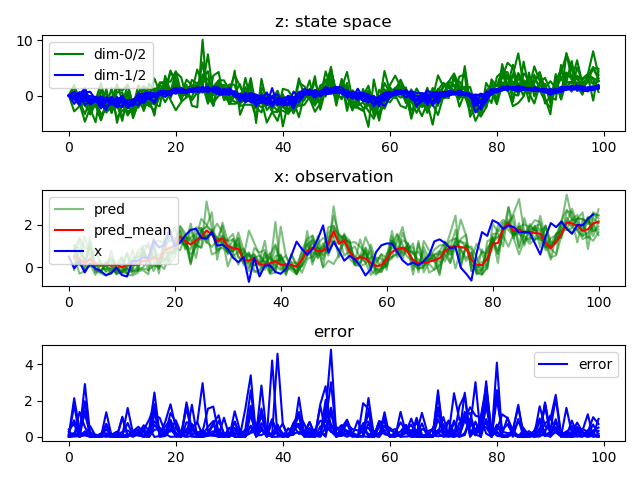 z: state space
10
0
dim-0/2
dim-1/2
0 20 40 60 80 100
x: observation
2
0
pred
pred_mean
x
0 20 40 60 80 100
error
4
2
0
error
0 20 40 60 80 100